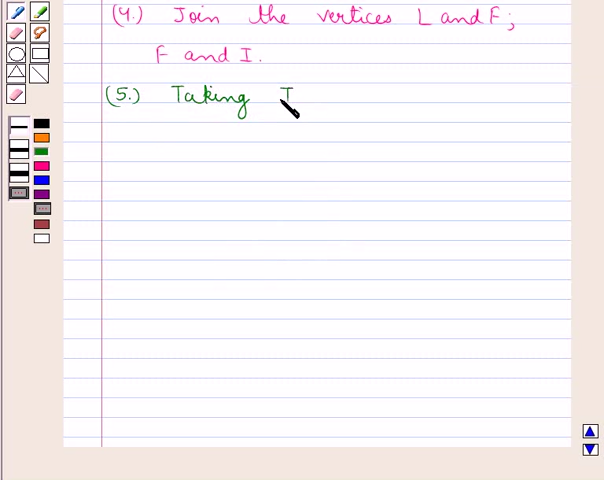 (4.) Join the vertices L and F;
F and I.
(5.) Taking I